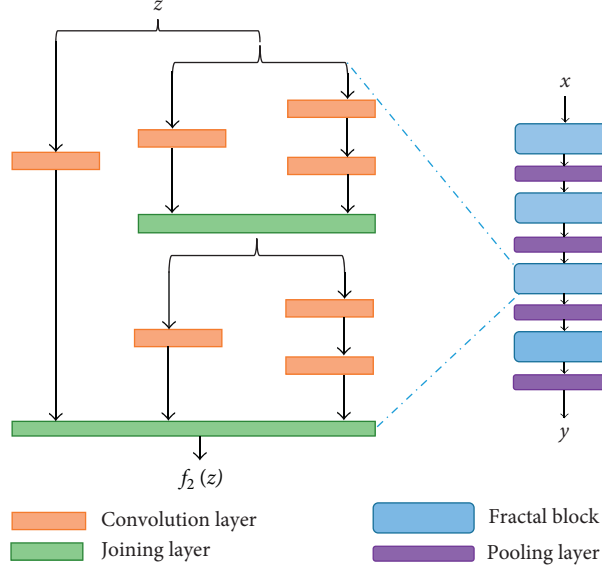 z
x
y
f₂ (z)
Convolution layer
Joining layer
Fractal block
Pooling layer